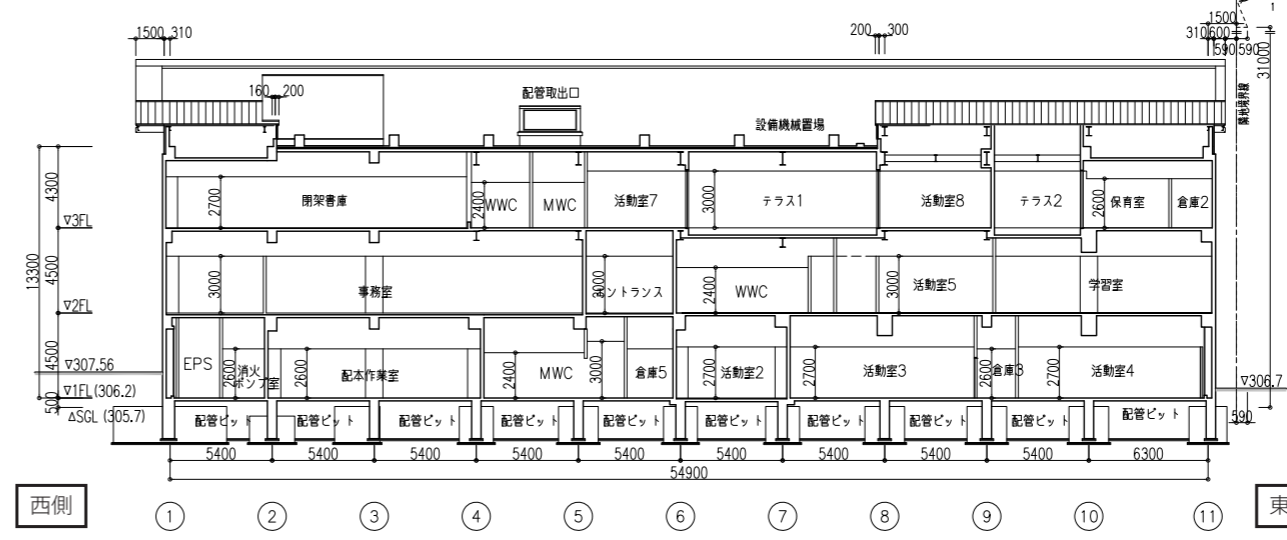 1
1500
1500 310
200 300
310 600
590 590
31000
隣地境界線
160 200
配管取出口
設備機械置場
4300
2700
閉架書庫
2400
WWC
MWC
活動室7
3000
テラス1
活動室8
テラス2
2600
保育室
倉庫2
▽3FL
13300
4500
3000
事務室
3000
エントランス
2400
WWC
3000
活動室5
学習室
▽2FL
4500
▽307.56
EPS
2600
消火
ポンプ室
2600
配本作業室
2400
MWC
3000
倉庫5
2700
活動室2
2700
活動室3
2600
倉庫3
2700
活動室4
▽306.7
▽1FL (306.2)
500
△SGL (305.7)
配管ピット
配管ピット
配管ピット
配管ピット
配管ピット
配管ピット
配管ピット
配管ピット
配管ピット
配管ピット
590
5400 5400 5400 5400 5400 5400 5400 5400 5400 6300
54900
西側
1 2 3 4 5 6 7 8 9 10 11
東